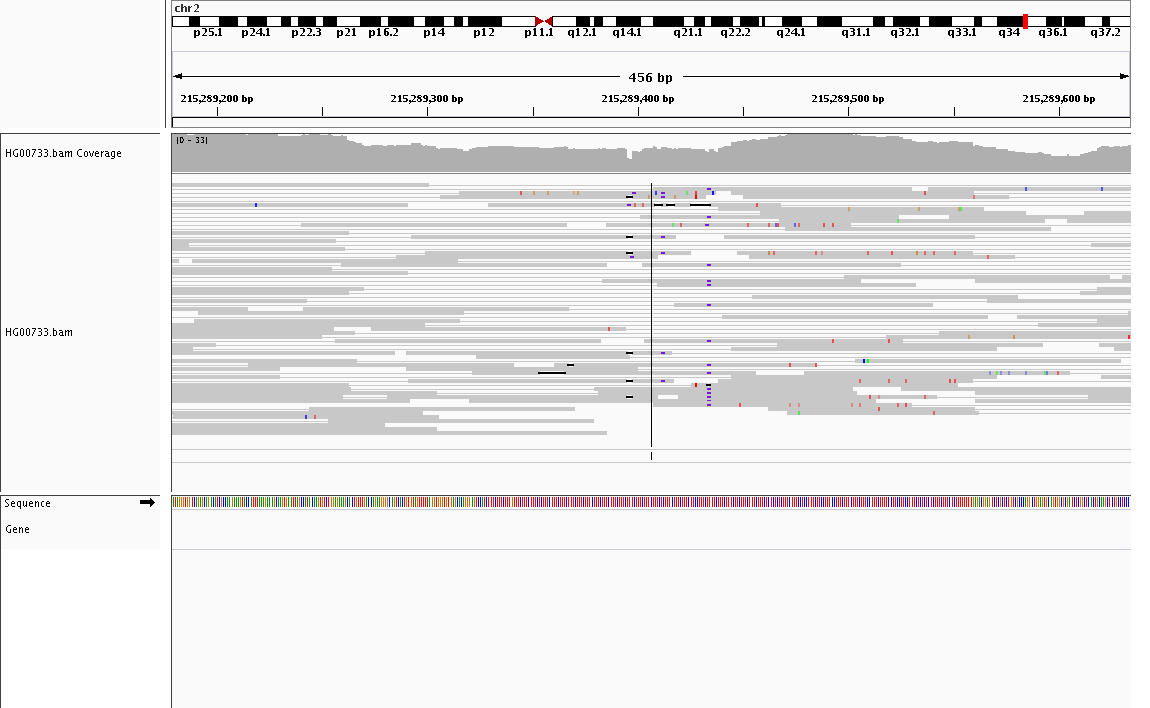 chr2
p25.1 p24.1 p22.3 p21 p16.2 p14 p12 p11.1 q12.1 q14.1 q21.1 q22.2 q24.1 q31.1 q32.1 q33.1 q34 q36.1 q37.2
456 bp
215,289,200 bp 215,289,300 bp 215,289,400 bp 215,289,500 bp 215,289,600 bp
[0 - 33]
HG00733.bam Coverage
HG00733.bam
Sequence
Gene